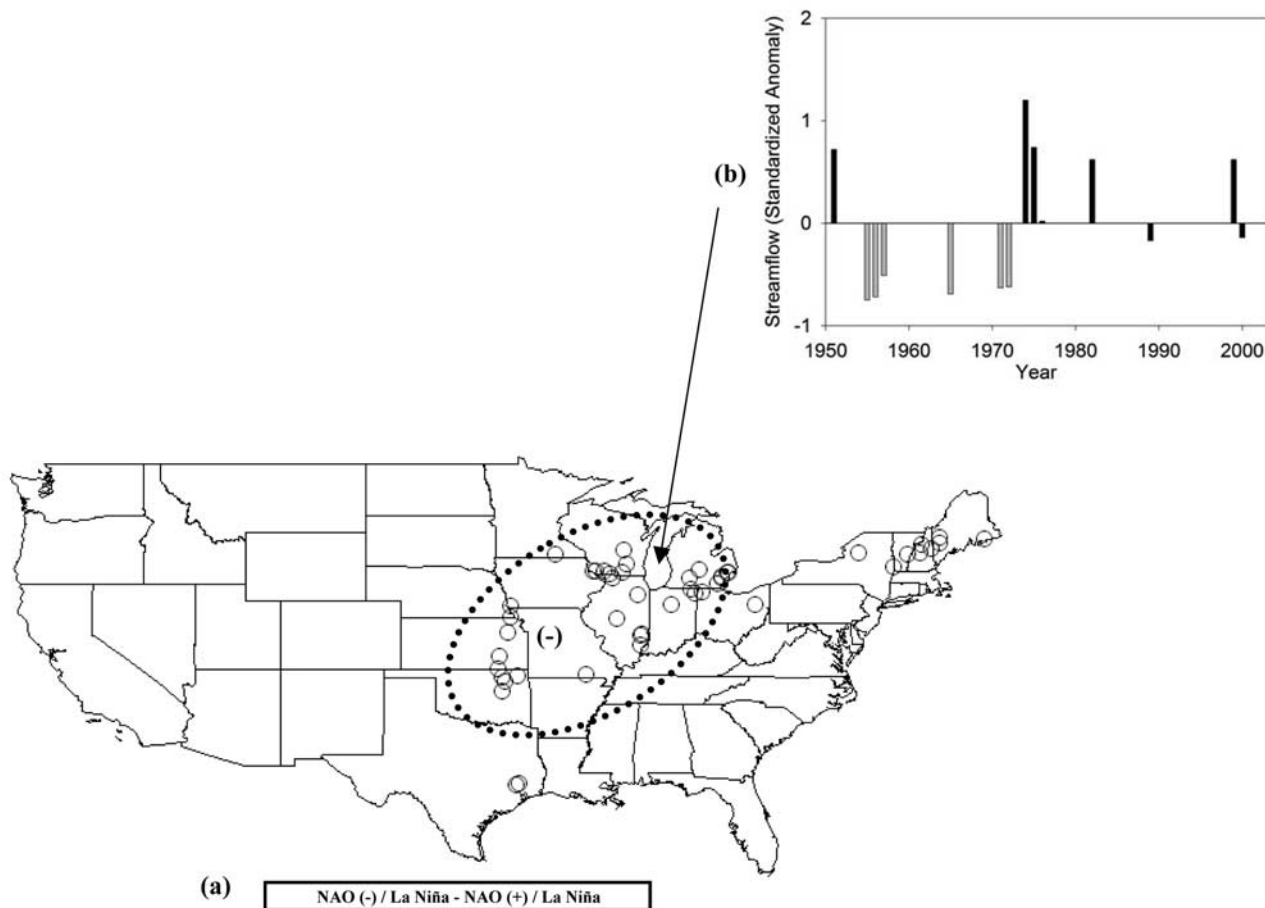 2
1
0
-1
Streamflow (Standardized Anomaly)
1950 1960 1970 1980 1990 2000
Year
(b)
(-)
(a)
NAO (-) / La Niña - NAO (+) / La Niña